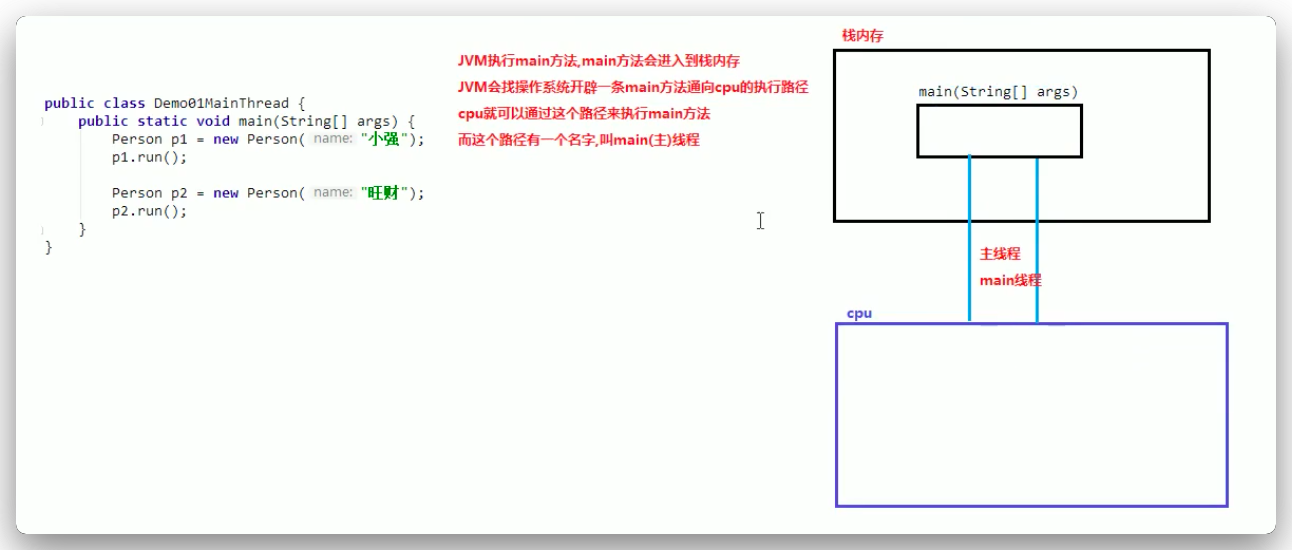 public class Demo01MainThread {
public static void main(String[] args) {
Person p1 = new Person( name: "小强");
p1.run();
Person p2 = new Person( name: "旺财");
p2.run();
}
}
JVM执行main方法,main方法会进入到栈内存
JVM会找操作系统开辟一条main方法通向cpu的执行路径
cpu就可以通过这个路径来执行main方法
而这个路径有一个名字,叫main(主)线程
栈内存
main(String[] args)
主线程
main线程
cpu